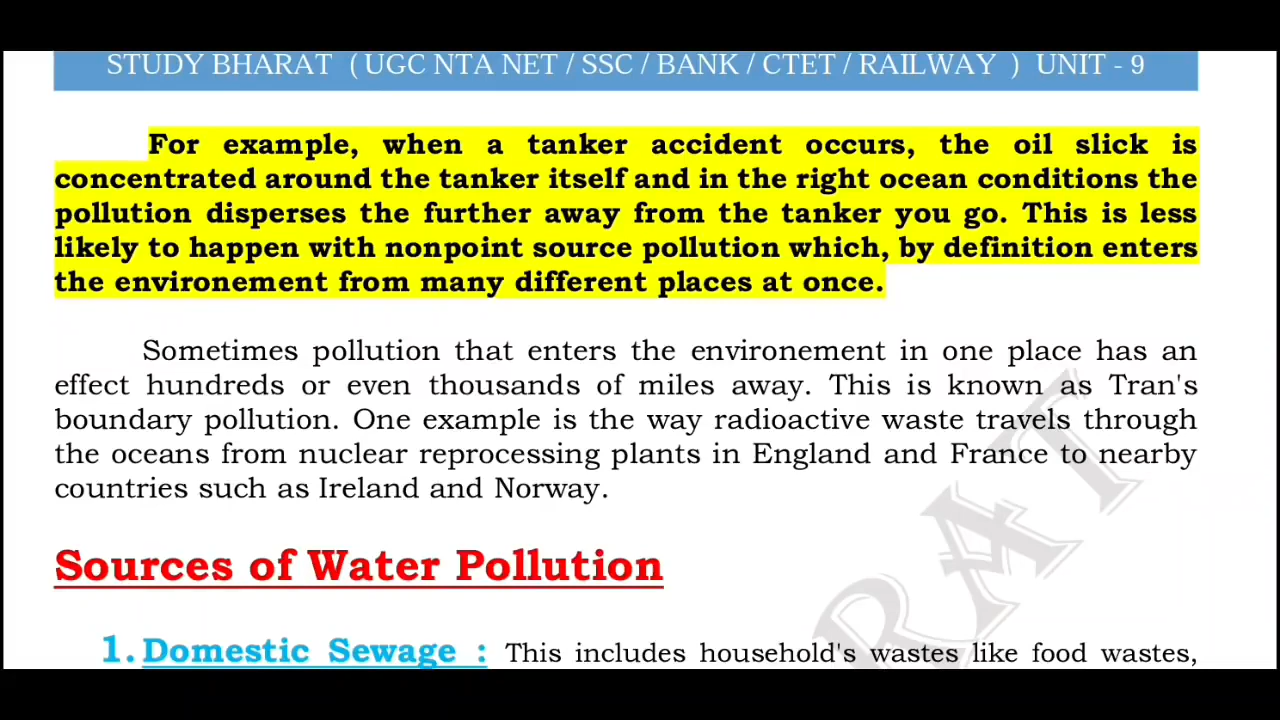 STUDY BHARAT ( UGC NTA NET / SSC / BANK / CTET / RAILWAY ) UNIT - 9
For example, when a tanker accident occurs, the oil slick is
concentrated around the tanker itself and in the right ocean conditions the
pollution disperses the further away from the tanker you go. This is less
likely to happen with nonpoint source pollution which, by definition enters
the environement from many different places at once.
Sometimes pollution that enters the environement in one place has an
effect hundreds or even thousands of miles away. This is known as Tran's
boundary pollution. One example is the way radioactive waste travels through
the oceans from nuclear reprocessing plants in England and France to nearby
countries such as Ireland and Norway.
RAT
Sources of Water Pollution
1. Domestic Sewage : This includes household's wastes like food wastes,